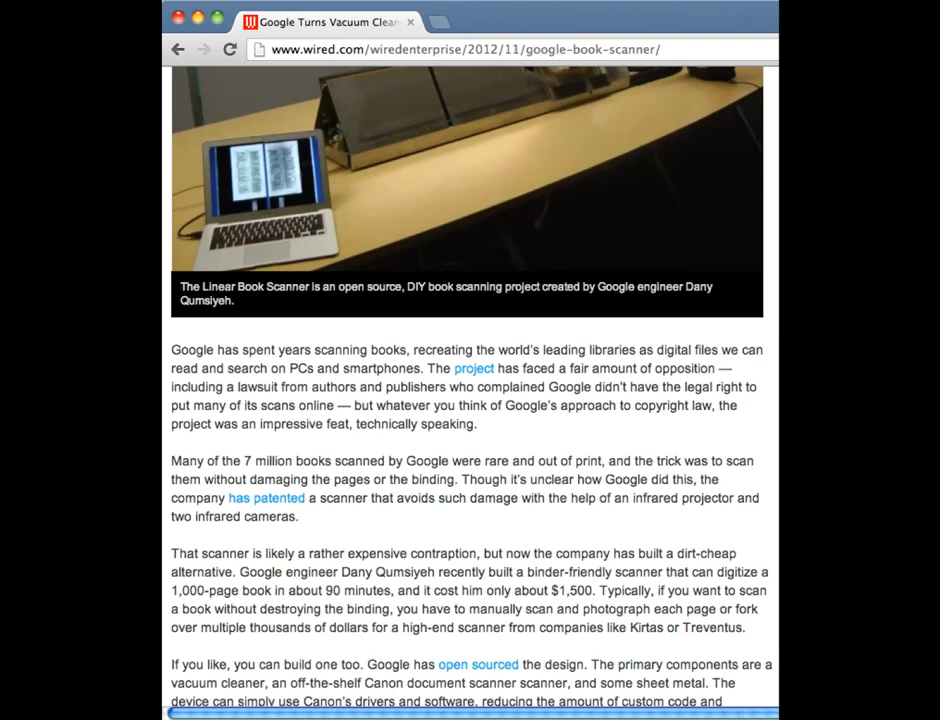 Google Turns Vacuum Clean
www.wired.com/wiredenterprise/2012/11/google-book-scanner/
The Linear Book Scanner is an open source, DIY book scanning project created by Google engineer Dany
Qumsiyeh.
Google has spent years scanning books, recreating the world's leading libraries as digital files we can
read and search on PCs and smartphones. The project has faced a fair amount of opposition —
including a lawsuit from authors and publishers who complained Google didn't have the legal right to
put many of its scans online — but whatever you think of Google's approach to copyright law, the
project was an impressive feat, technically speaking.
Many of the 7 million books scanned by Google were rare and out of print, and the trick was to scan
them without damaging the pages or the binding. Though it's unclear how Google did this, the
company has patented a scanner that avoids such damage with the help of an infrared projector and
two infrared cameras.
That scanner is likely a rather expensive contraption, but now the company has built a dirt-cheap
alternative. Google engineer Dany Qumsiyeh recently built a binder-friendly scanner that can digitize a
1,000-page book in about 90 minutes, and it cost him only about $1,500. Typically, if you want to scan
a book without destroying the binding, you have to manually scan and photograph each page or fork
over multiple thousands of dollars for a high-end scanner from companies like Kirtas or Treventus.
If you like, you can build one too. Google has open sourced the design. The primary components are a
vacuum cleaner, an off-the-shelf Canon document scanner scanner, and some sheet metal. The
device can simply use Canon's drivers and software, reducing the amount of custom code and